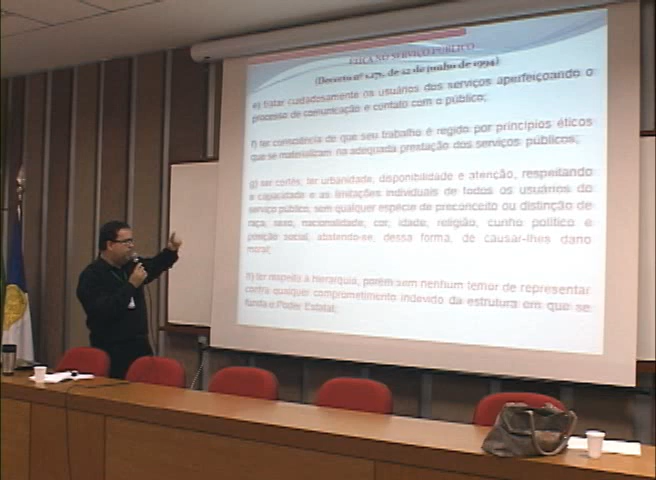 ÉTICA NO SERVIÇO PÚBLICO
(Decreto nº 1.171, de 22 de junho de 1994)
e) tratar cuidadosamente os usuários dos serviços aperfeiçoando o
processo de comunicação e contato com o público;
f) ter consciência de que seu trabalho é regido por princípios éticos
que se materializam na adequada prestação dos serviços públicos;
g) ser cortês, ter urbanidade, disponibilidade e atenção, respeitando
a capacidade e as limitações individuais de todos os usuários do
serviço público, sem qualquer espécie de preconceito ou distinção de
raça, sexo, nacionalidade, cor, idade, religião, cunho político e
posição social, abstendo-se, dessa forma, de causar-lhes dano
moral;
h) ter respeito à hierarquia, porém sem nenhum temor de representar
contra qualquer comprometimento indevido da estrutura em que se
funda o Poder Estatal;